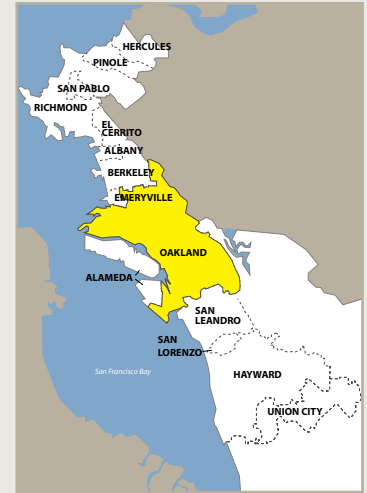 HERCULES
PINOLE
SAN PABLO
RICHMOND
EL
CERRITO
ALBANY
BERKELEY
EMERYVILLE
OAKLAND
ALAMEDA
SAN
LEANDRO
SAN
LORENZO
San Francisco Bay
HAYWARD
UNION CITY